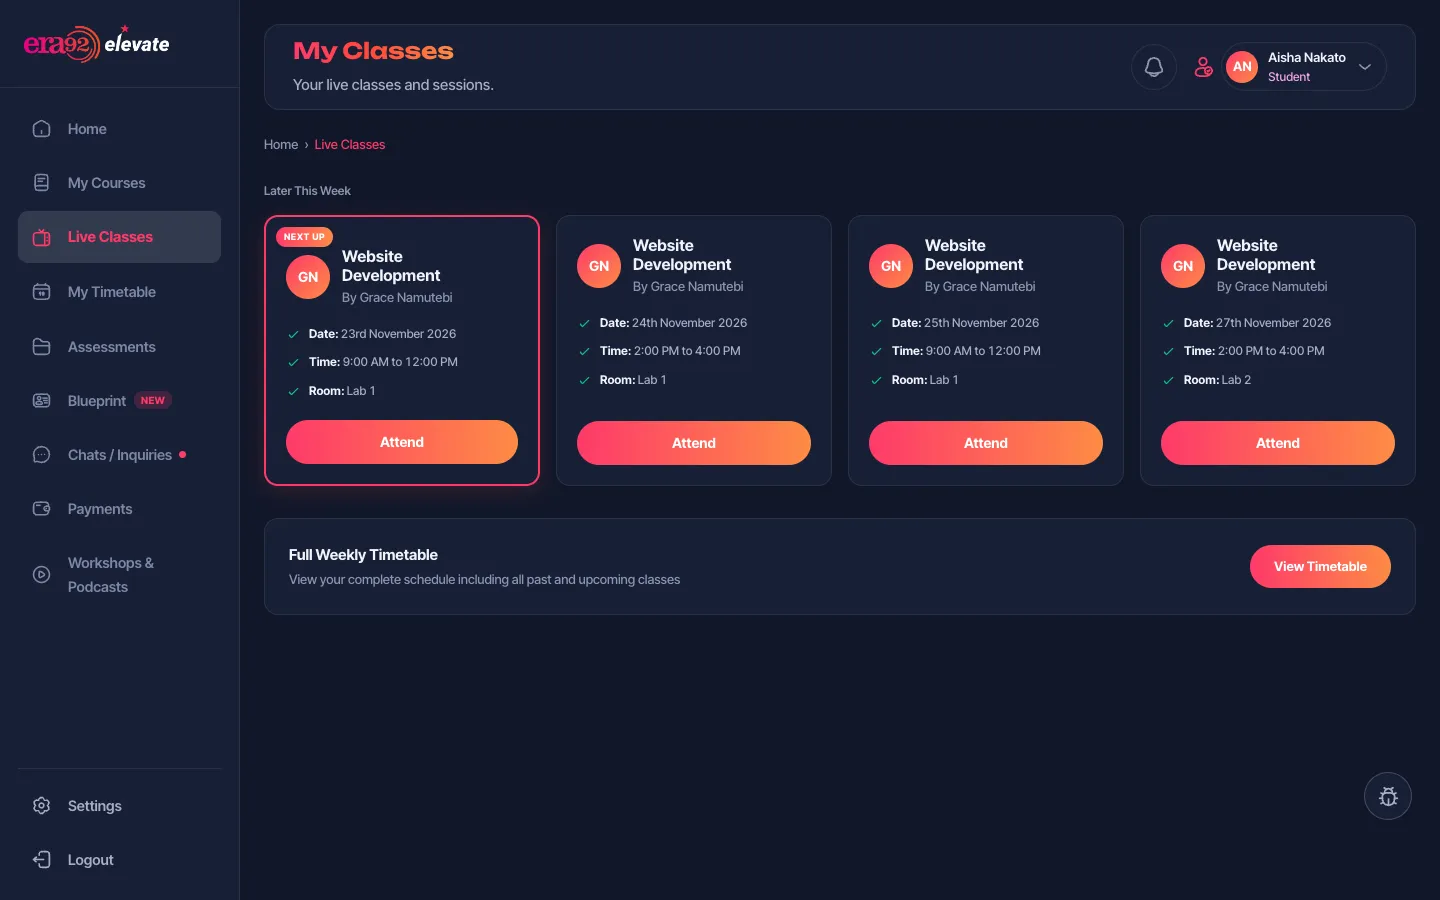 era92 elevate
Home
My Courses
Live Classes
My Timetable
Assessments
Blueprint NEW
Chats / Inquiries
Payments
Workshops &
Podcasts
Settings
Logout
My Classes
Your live classes and sessions.
AN
Aisha Nakato
Student
Home › Live Classes
Later This Week
NEXT UP
GN
Website
Development
By Grace Namutebi
Date: 23rd November 2026
Time: 9:00 AM to 12:00 PM
Room: Lab 1
Attend
GN
Website
Development
By Grace Namutebi
Date: 24th November 2026
Time: 2:00 PM to 4:00 PM
Room: Lab 1
Attend
GN
Website
Development
By Grace Namutebi
Date: 25th November 2026
Time: 9:00 AM to 12:00 PM
Room: Lab 1
Attend
GN
Website
Development
By Grace Namutebi
Date: 27th November 2026
Time: 2:00 PM to 4:00 PM
Room: Lab 2
Attend
Full Weekly Timetable
View your complete schedule including all past and upcoming classes
View Timetable